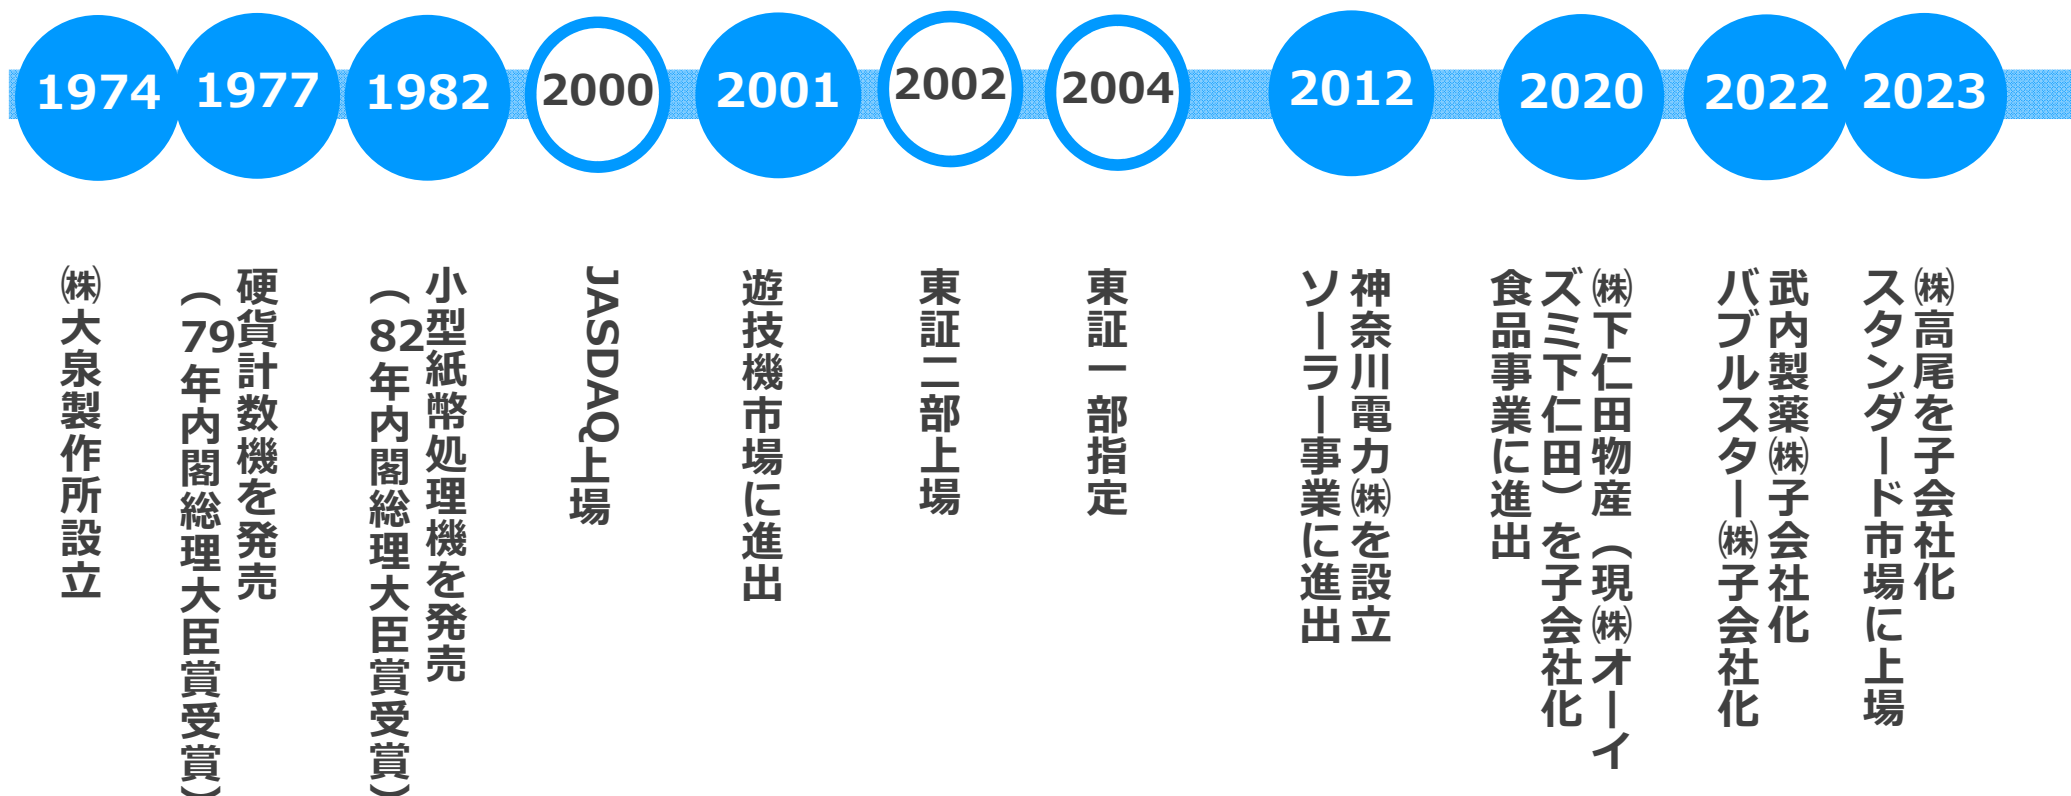 1974
1977
1982
2000
2001
2002
2004
2012
2020
2022
2023
㈱大泉製作所設立
硬貨計数機を発売
（79年内閣総理大臣賞受賞）
小型紙幣処理機を発売
（82年内閣総理大臣賞受賞）
JASDAQ上場
遊技機市場に進出
東証二部上場
東証一部指定
神奈川電力㈱を設立
ソーラー事業に進出
㈱下仁田物産（現㈱オーイ
ズミ下仁田）を子会社化
食品事業に進出
武内製薬㈱子会社化
バブルスター㈱子会社化
㈱高尾を子会社化
スタンダード市場に上場